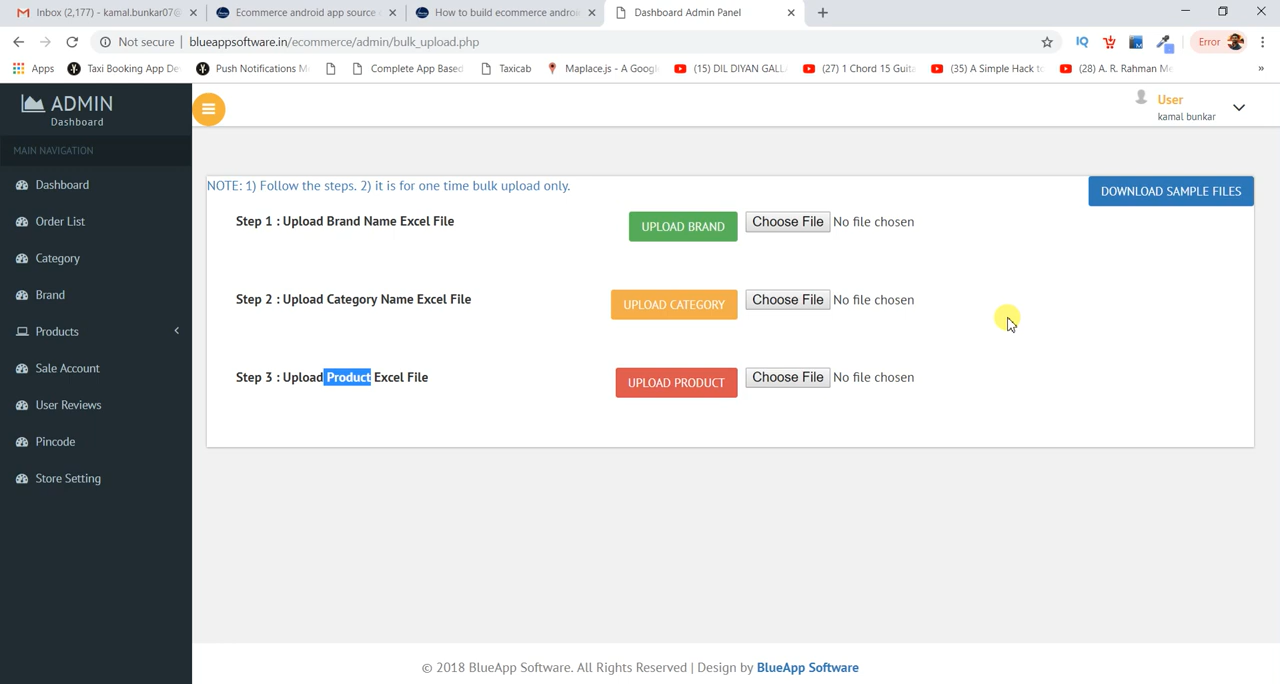 Inbox (2,177) - kamal.bunkar07@
Ecommerce android app source
How to build ecommerce androi
Dashboard Admin Panel
Not secure | blueappsoftware.in/ecommerce/admin/bulk_upload.php
IQ
Error
Apps
Taxi Booking App De
Push Notifications M
Complete App Based
Taxicab
Maplace.js - A Googl
(15) DIL DIYAN GALL
(27) 1 Chord 15 Guita
(35) A Simple Hack to
(28) A. R. Rahman Me
»
ADMIN
Dashboard
User
kamal bunkar
MAIN NAVIGATION
Dashboard
Order List
Category
Brand
Products
Sale Account
User Reviews
Pincode
Store Setting
NOTE: 1) Follow the steps. 2) it is for one time bulk upload only.
DOWNLOAD SAMPLE FILES
Step 1 : Upload Brand Name Excel File
UPLOAD BRAND
Choose File No file chosen
Step 2 : Upload Category Name Excel File
UPLOAD CATEGORY
Choose File No file chosen
Step 3 : Upload Product Excel File
UPLOAD PRODUCT
Choose File No file chosen
© 2018 BlueApp Software. All Rights Reserved | Design by BlueApp Software